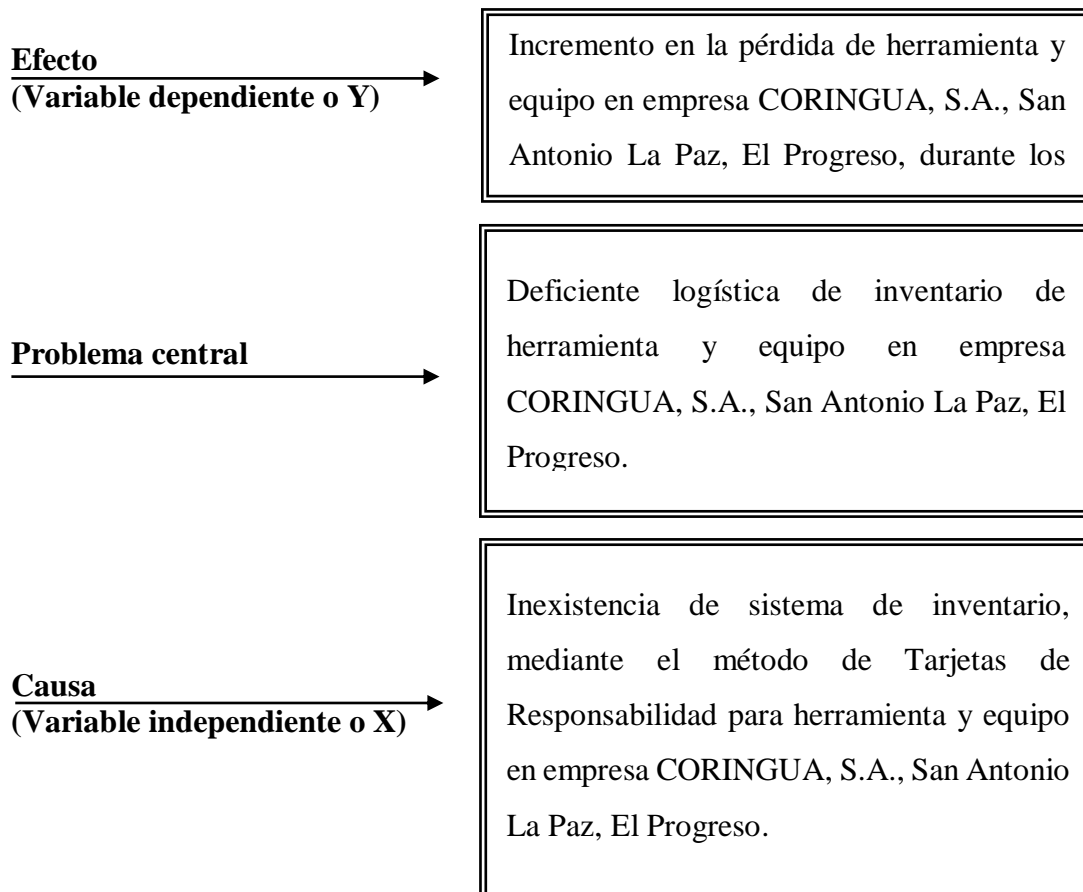 Efecto
(Variable dependiente o Y)
Incremento en la pérdida de herramienta y
equipo en empresa CORINGUA, S.A., San
Antonio La Paz, El Progreso, durante los
Problema central
Deficiente logística de inventario de
herramienta y equipo en empresa
CORINGUA, S.A., San Antonio La Paz, El
Progreso.
Causa
(Variable independiente o X)
Inexistencia de sistema de inventario,
mediante el método de Tarjetas de
Responsabilidad para herramienta y equipo
en empresa CORINGUA, S.A., San Antonio
La Paz, El Progreso.